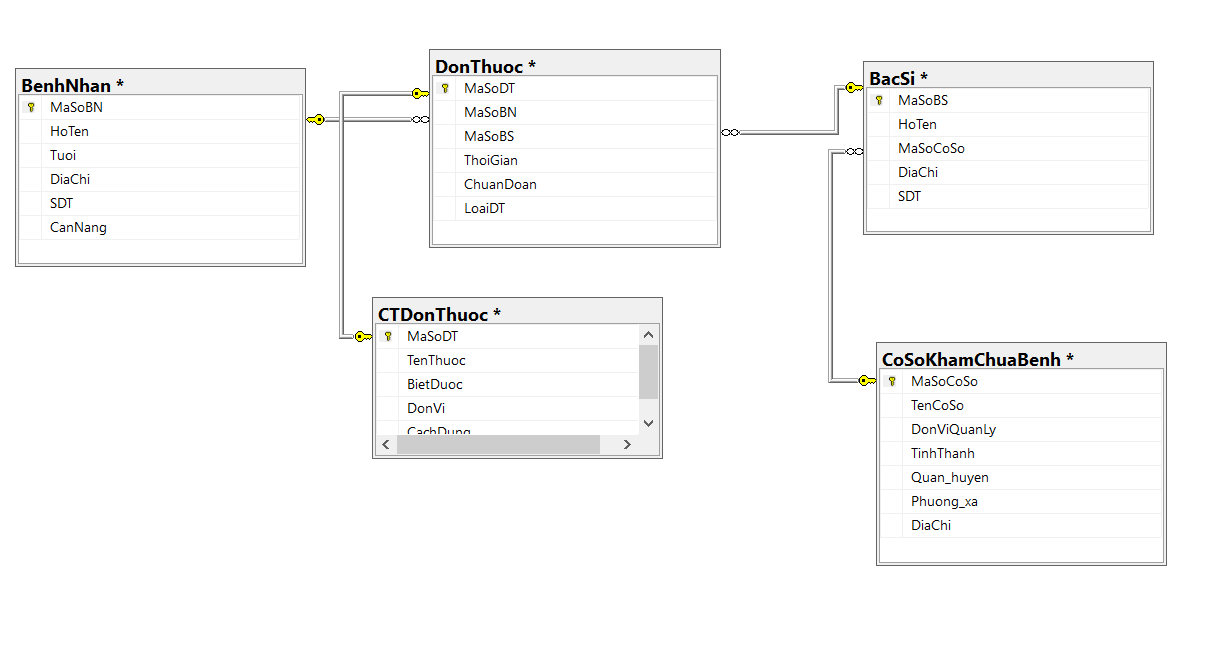 BenhNhan *
MaSoBN
HoTen
Tuoi
DiaChi
SDT
CanNang
DonThuoc *
MaSoDT
MaSoBN
MaSoBS
ThoiGian
ChuanDoan
LoaiDT
BacSi *
MaSoBS
HoTen
MaSoCoSo
DiaChi
SDT
CTDonThuoc *
MaSoDT
TenThuoc
BietDuoc
DonVi
CachDung
CoSoKhamChuaBenh *
MaSoCoSo
TenCoSo
DonViQuanLy
TinhThanh
Quan_huyen
Phuong_xa
DiaChi